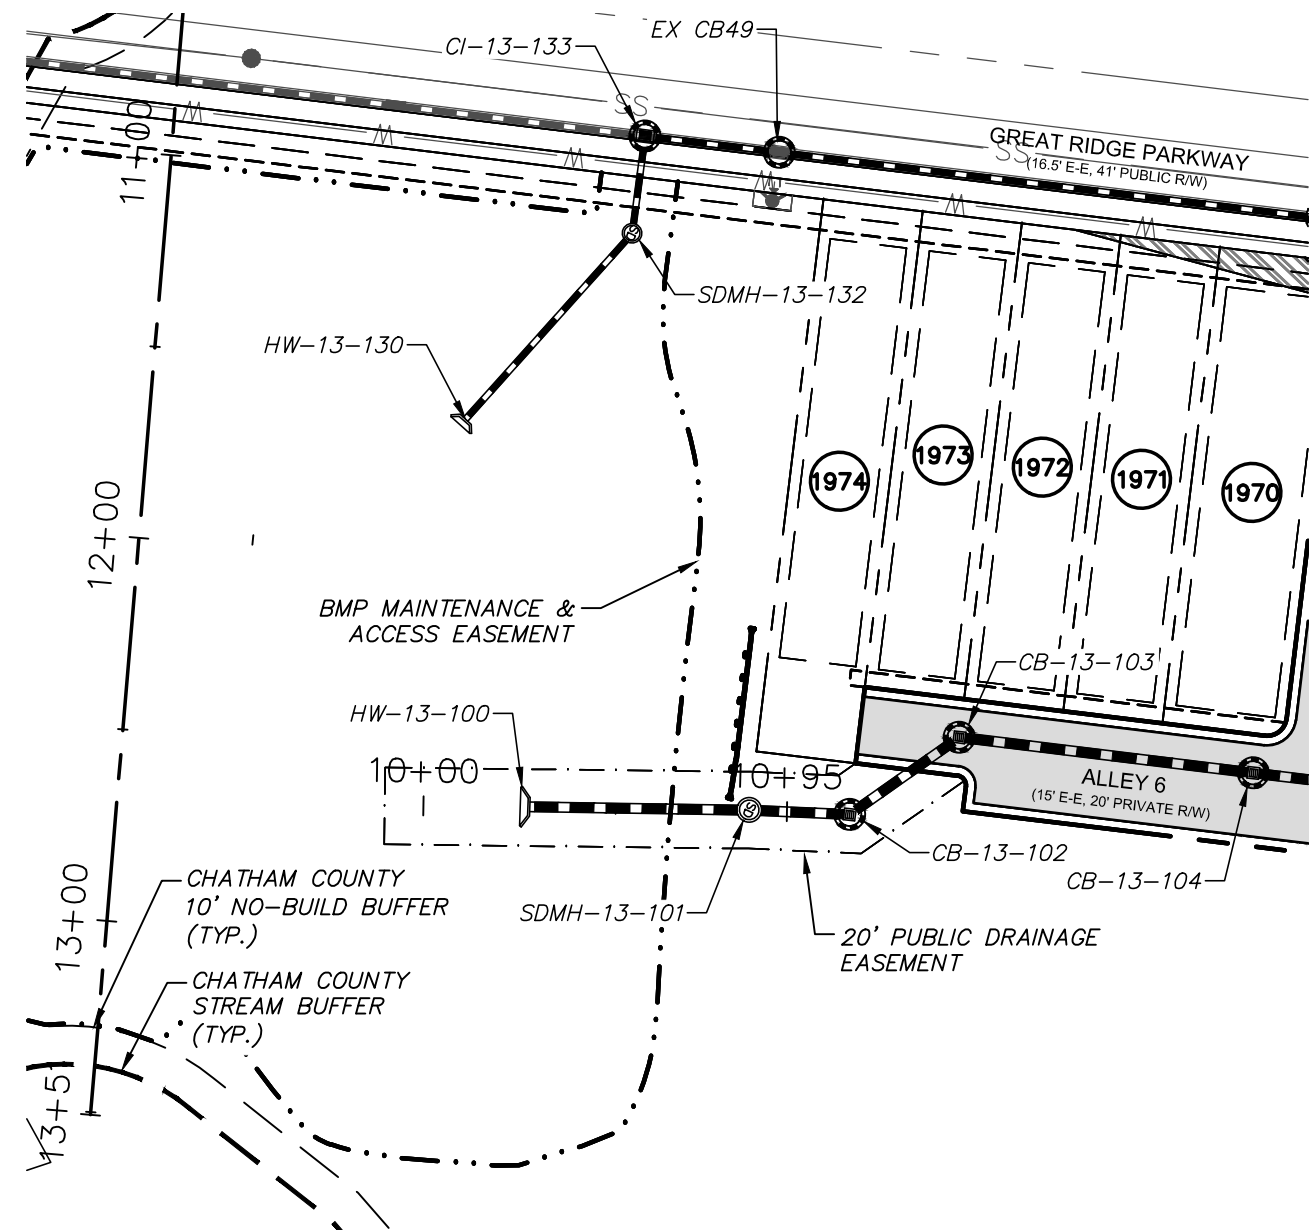 EX CB49
CI-13-133
SS
GREAT RIDGE PARKWAY
SS
(16.5' E-E, 41' PUBLIC R/W)
11+00
SD
SDMH-13-132
HW-13-130
1974
1973
1972
1971
1970
12+00
BMP MAINTENANCE &
ACCESS EASEMENT
CB-13-103
HW-13-100
10+00
10+95
ALLEY 6
(15' E-E, 20' PRIVATE R/W)
SD
CB-13-102
CB-13-104
SDMH-13-101
CHATHAM COUNTY
10' NO-BUILD BUFFER
(TYP.)
20' PUBLIC DRAINAGE
EASEMENT
13+00
CHATHAM COUNTY
STREAM BUFFER
(TYP.)
13+51